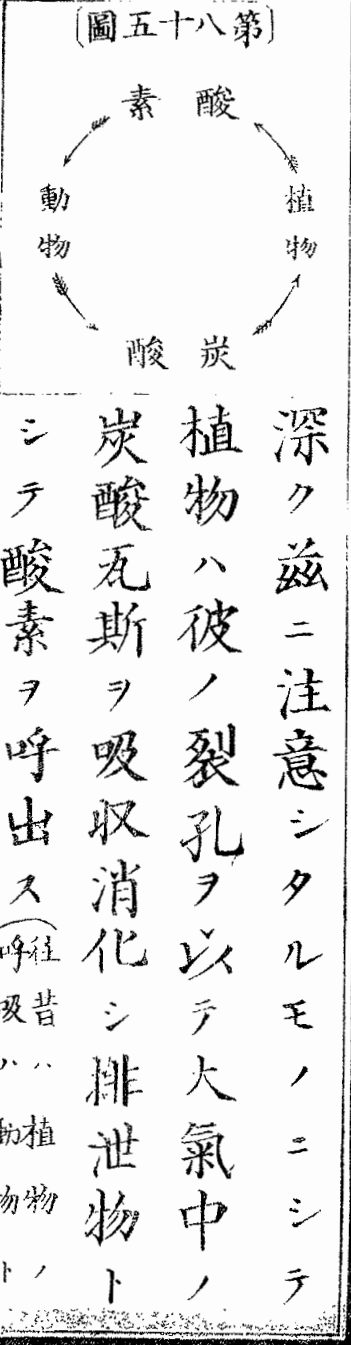 〔第八十五圖〕
酸素
植物
動物
炭酸
深ク茲ニ注意シタルモノニシテ
植物ハ彼ノ裂孔ヲ以テ大氣中ノ
炭酸瓦斯ヲ吸収消化シ排泄物ト
シテ酸素ヲ呼出ス(往昔ハ植物ノ
呼吸ハ動物ト